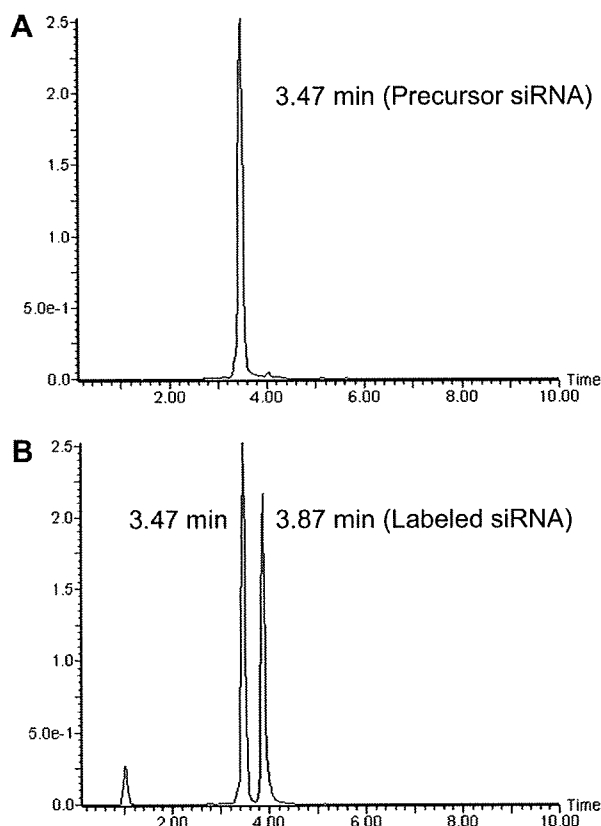 A
2.5
3.47 min (Precursor siRNA)
2.0
1.5
1.0
5.0e-1
0.0
Time
2.00 4.00 6.00 8.00 10.00
B
2.5
3.47 min 3.87 min (Labeled siRNA)
2.0
1.5
1.0
5.0e-1
0.0
Time
2.00 4.00 6.00 8.00 10.00